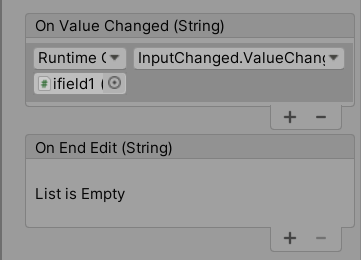 On Value Changed (String)
Runtime InputChanged.ValueChang
ifield1 (
+ −
On End Edit (String)
List is Empty
+ −